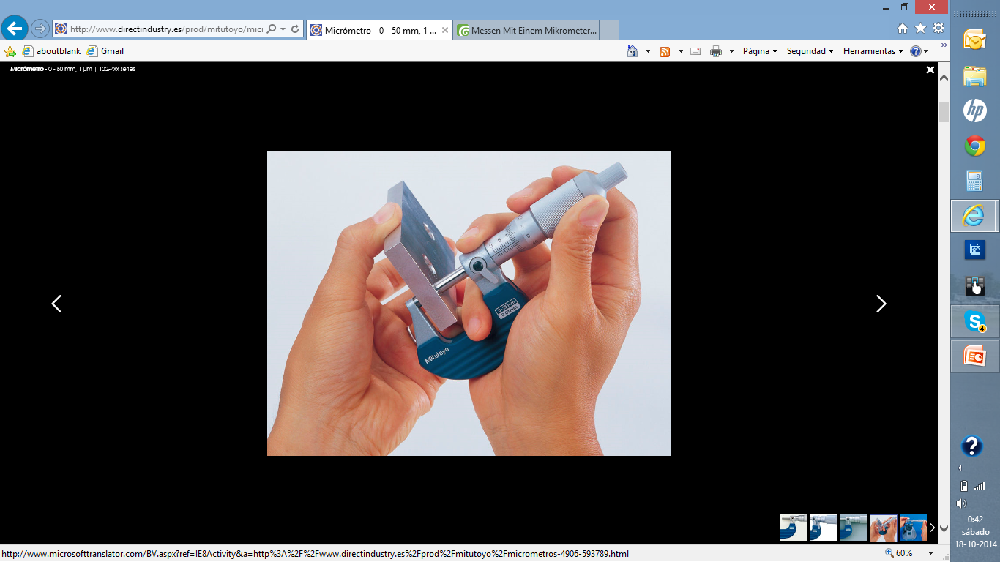 http://www.directindustry.es/prod/mitutoyo/micr
Micrómetro - 0 - 50 mm, 1 ...
Messen Mit Einem Mikrometer...
aboutblank
Gmail
Página
Seguridad
Herramientas
Micrómetro - 0 - 50 mm, 1 µm | 102-7xx series
0-25mm
0.01mm
Mitutoyo
hp
4
0:42
sábado
18-10-2014
http://www.microsofttranslator.com/BV.aspx?ref=IE8Activity&a=http%3A%2F%2Fwww.directindustry.es%2Fprod%2Fmitutoyo%2Fmicrometros-4906-593789.html
60%